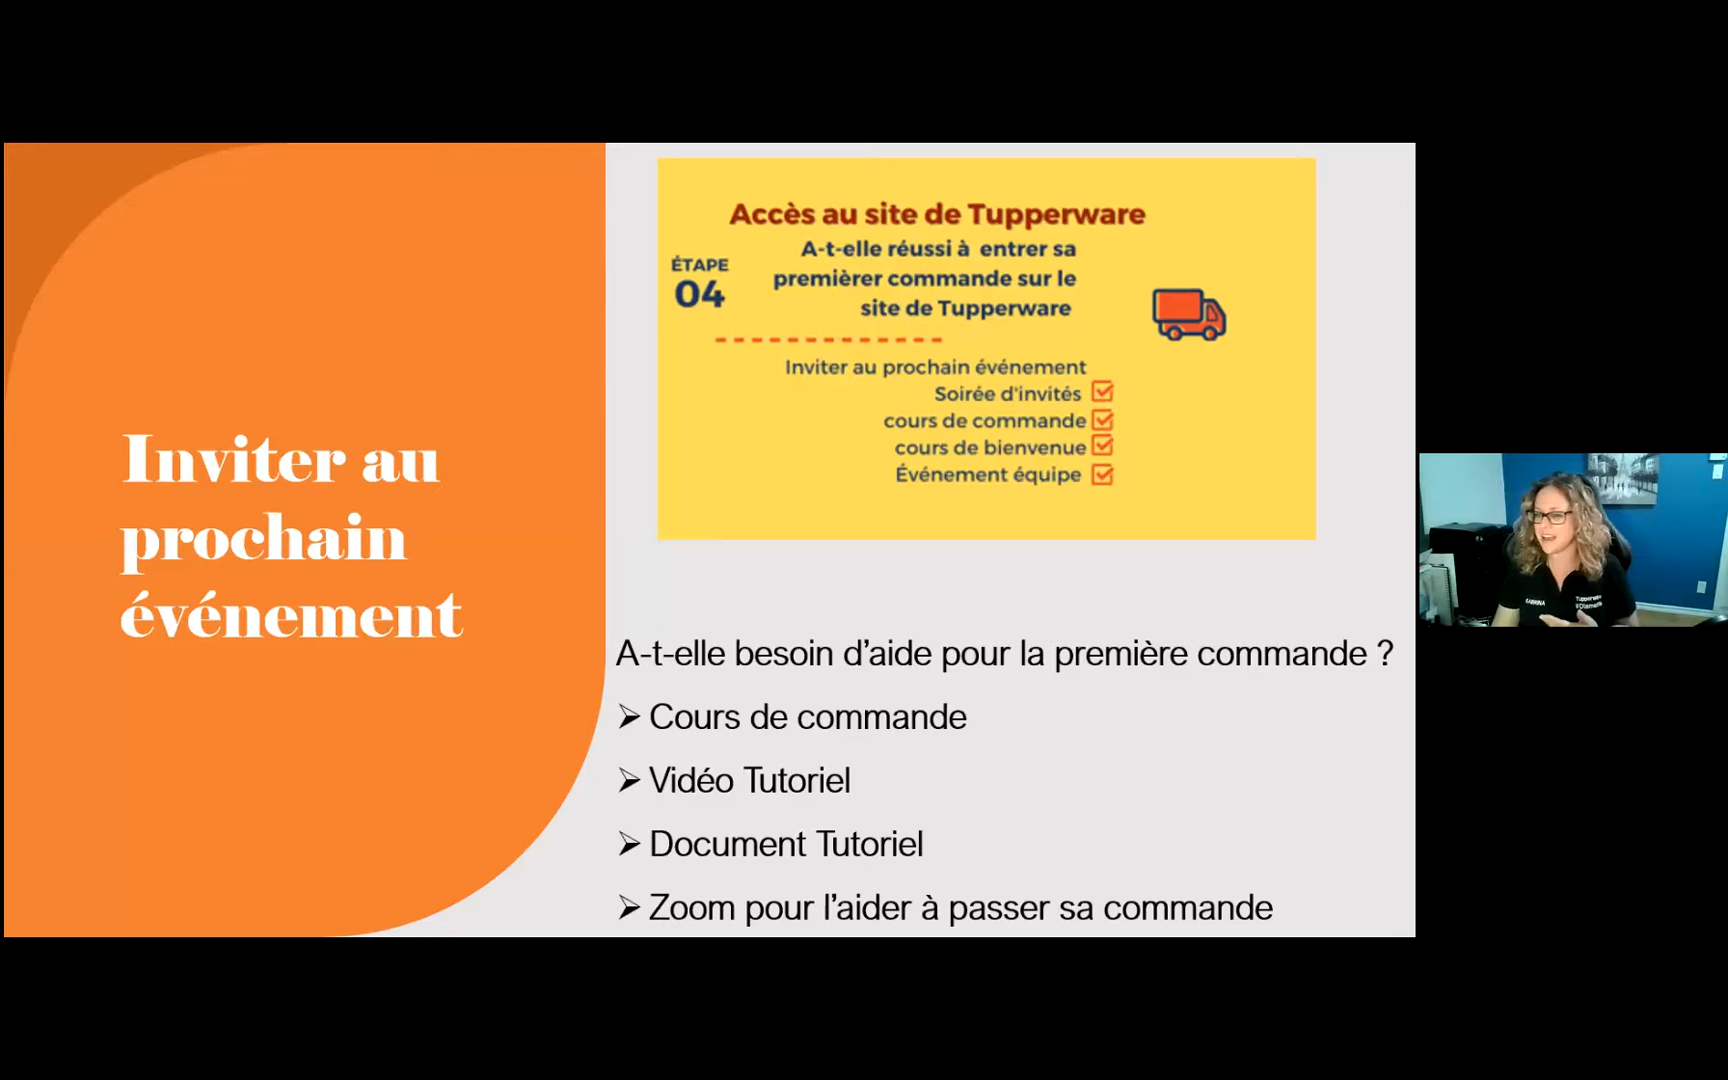 Inviter au
prochain
événement
Accès au site de Tupperware
ÉTAPE
04
A-t-elle réussi à entrer sa
premièrer commande sur le
site de Tupperware
Inviter au prochain événement
Soirée d'invités
cours de commande
cours de bienvenue
Événement équipe
A-t-elle besoin d’aide pour la première commande ?
Cours de commande
Vidéo Tutoriel
Document Tutoriel
Zoom pour l’aider à passer sa commande
Tupperware